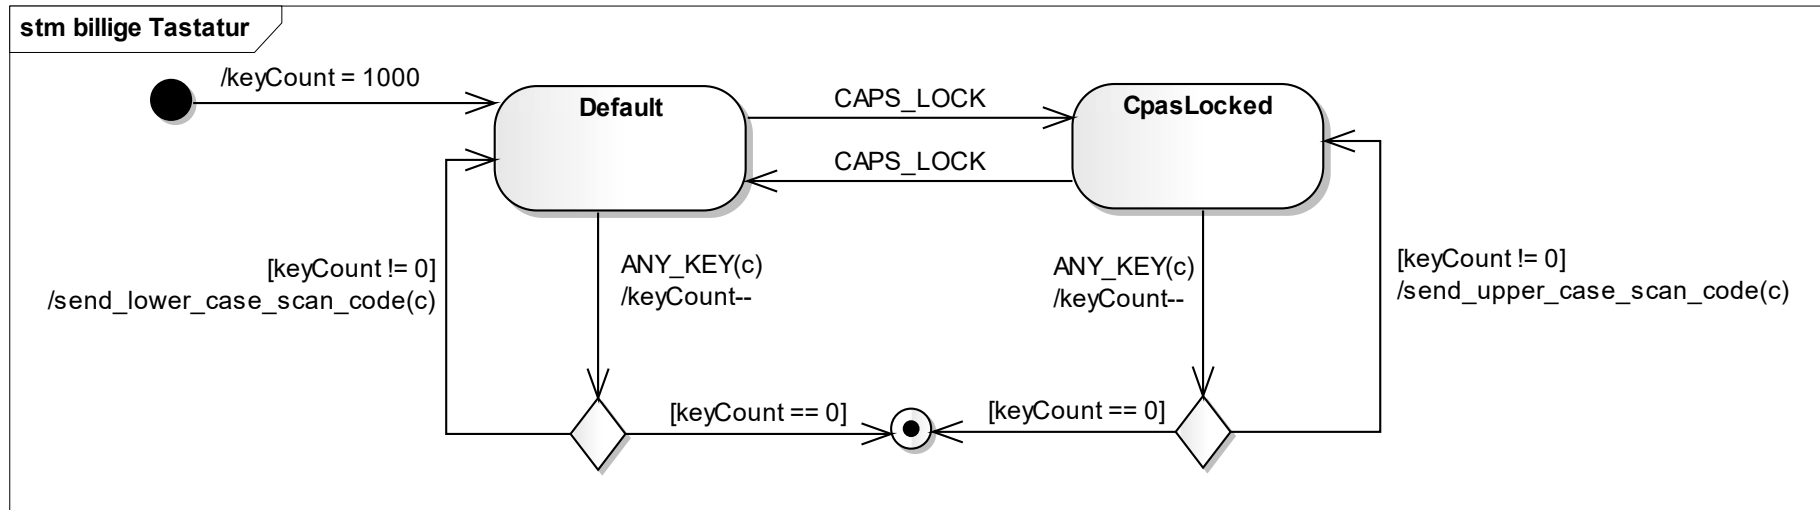 stm billige Tastatur
/keyCount = 1000
Default
CAPS_LOCK
CpasLocked
CAPS_LOCK
[keyCount != 0]
/send_lower_case_scan_code(c)
ANY_KEY(c)
/keyCount--
ANY_KEY(c)
/keyCount--
[keyCount != 0]
/send_upper_case_scan_code(c)
[keyCount == 0]
[keyCount == 0]